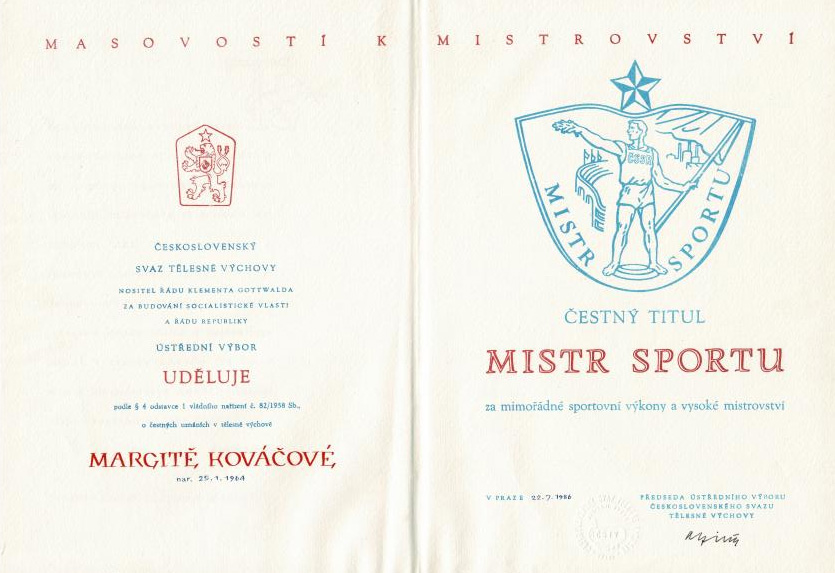 MASOVOSTÍ K MISTROVSTVÍ
ČESKOSLOVENSKÝ
SVAZ TĚLESNÉ VÝCHOVY
NOSITEL ŘÁDU KLEMENTA GOTTWALDA
ZA BUDOVÁNÍ SOCIALISTICKÉ VLASTI
A ŘÁDU REPUBLIKY
ÚSTŘEDNÍ VÝBOR
UDĚLUJE
podle § 4 odstavce 1 vládního nařízení č. 82/1958 Sb.,
o čestných uznáních v tělesné výchově
MARGITĚ KOVÁČOVÉ,
nar. 25.1.1964
ČSSR
MISTR SPORTU
ČESTNÝ TITUL
MISTR SPORTU
za mimořádné sportovní výkony a vysoké mistrovství
V PRAZE 22.7.1986
PŘEDSEDA ÚSTŘEDNÍHO VÝBORU
ČESKOSLOVENSKÉHO SVAZU
TĚLESNÉ VÝCHOVY